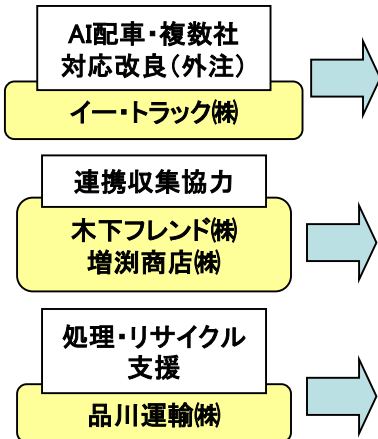 AI配車・複数社
対応改良(外注)
イー・トラック㈱
連携収集協力
木下フレンド㈱
増渕商店㈱
処理・リサイクル
支援
品川運輸㈱